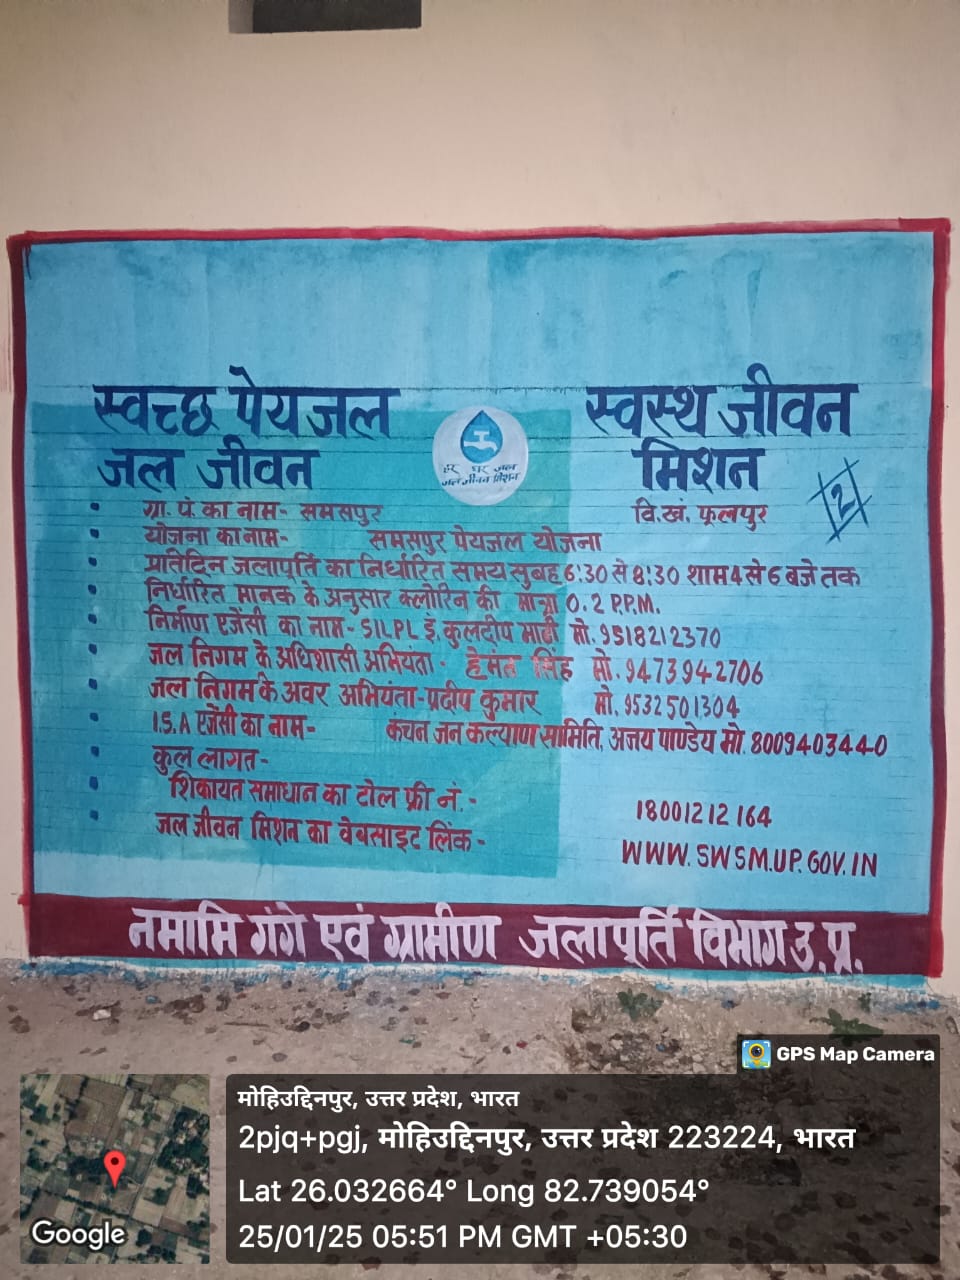 स्वच्छ पेयजल स्वस्थ जीवन
जल जीवन मिशन
हर घर जल
जल जीवन मिशन
2
ग्रा. पं. का नाम- समसपुर वि.खं. फूलपुर
योजना का नाम- समसपुर पेयजल योजना
प्रतिदिन जलापूर्ति का निर्धारित समय सुबह 6:30 से 8:30 शाम 4 से 6 बजे तक
निर्धारित मानक के अनुसार क्लोरिन की मात्रा 0.2 P.P.M.
निर्माण एजेंसी का नाम- SILPL इं. कुलदीप माटी मो. 9518212370
जल निगम के अधिशासी अभियंता- हेमंत सिंह मो. 9473942706
जल निगम के अवर अभियंता- प्रदीप कुमार मो. 9532501304
I.S.A एजेंसी का नाम- कंचन जन कल्याण सामिति, अजय पाण्डेय मो. 8009403440
कुल लागत-
शिकायत समाधान का टोल फ्री नं.- 18001212164
जल जीवन मिशन का वेबसाइट लिंक- WWW.SWSM.UP.GOV.IN
नमामि गंगे एवं ग्रामीण जलापूर्ति विभाग उ.प्र.
GPS Map Camera
मोहिउद्दिनपुर, उत्तर प्रदेश, भारत
2pjq+pgj, मोहिउद्दिनपुर, उत्तर प्रदेश 223224, भारत
Lat 26.032664° Long 82.739054°
25/01/25 05:51 PM GMT +05:30
Google